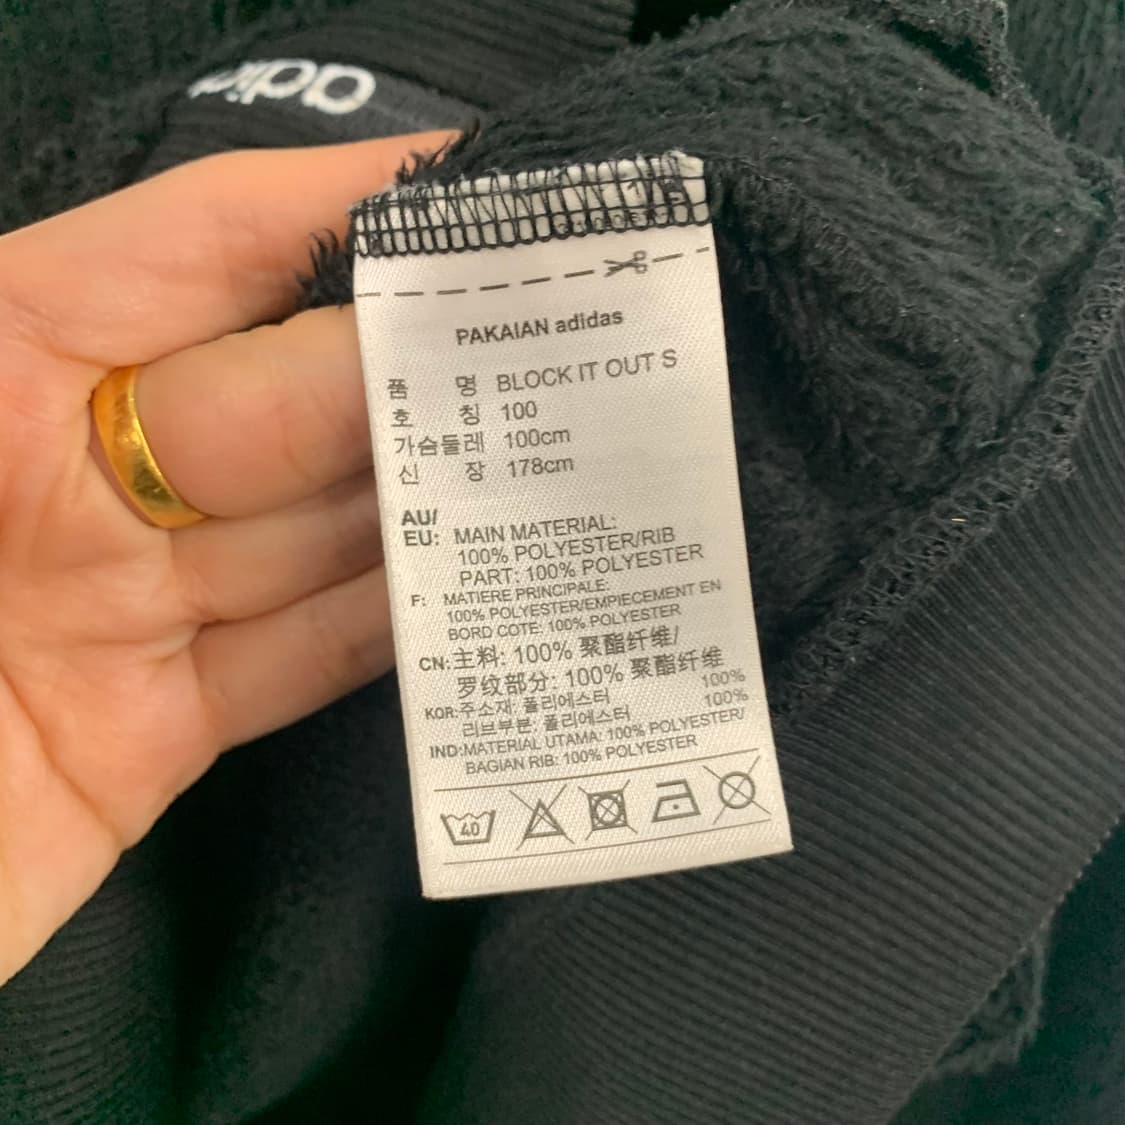 adid
PAKAIAN adidas
품 명 BLOCK IT OUT S
호 칭 100
가슴둘레 100cm
신 장 178cm
AU/
EU: MAIN MATERIAL:
100% POLYESTER/RIB
PART: 100% POLYESTER
F: MATIERE PRINCIPALE:
100% POLYESTER/EMPIECEMENT EN
BORD COTE: 100% POLYESTER
CN:主料: 100% 聚酯纤维/
罗纹部分: 100% 聚酯纤维
KOR:주소재: 폴리에스터 100%
리브부분: 폴리에스터 100%
IND:MATERIAL UTAMA: 100% POLYESTER/
BAGIAN RIB: 100% POLYESTER
40